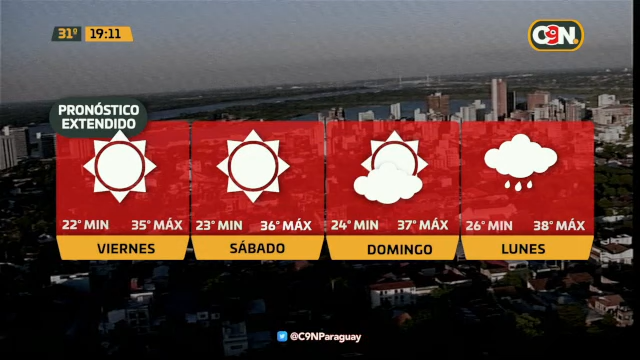 31° 19:11
C9N
PRONÓSTICO
EXTENDIDO
22° MIN 35° MÁX
23° MIN 36° MÁX
24° MIN 37° MÁX
26° MIN 38° MÁX
VIERNES
SÁBADO
DOMINGO
LUNES
@C9NParaguay